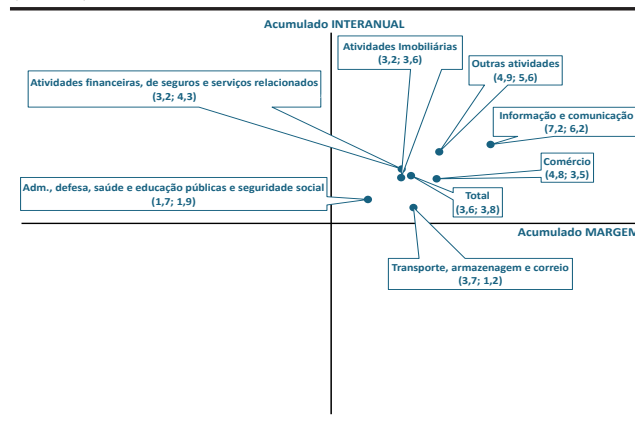 Acumulado INTERANUAL
Atividades Imobiliárias
(3,2; 3,6)
Outras atividades
(4,9; 5,6)
Atividades financeiras, de seguros e serviços relacionados
(3,2; 4,3)
Informação e comunicação
(7,2; 6,2)
Comércio
(4,8; 3,5)
Adm., defesa, saúde e educação públicas e seguridade social
(1,7; 1,9)
Total
(3,6; 3,8)
Acumulado MARGEM
Transporte, armazenagem e correio
(3,7; 1,2)